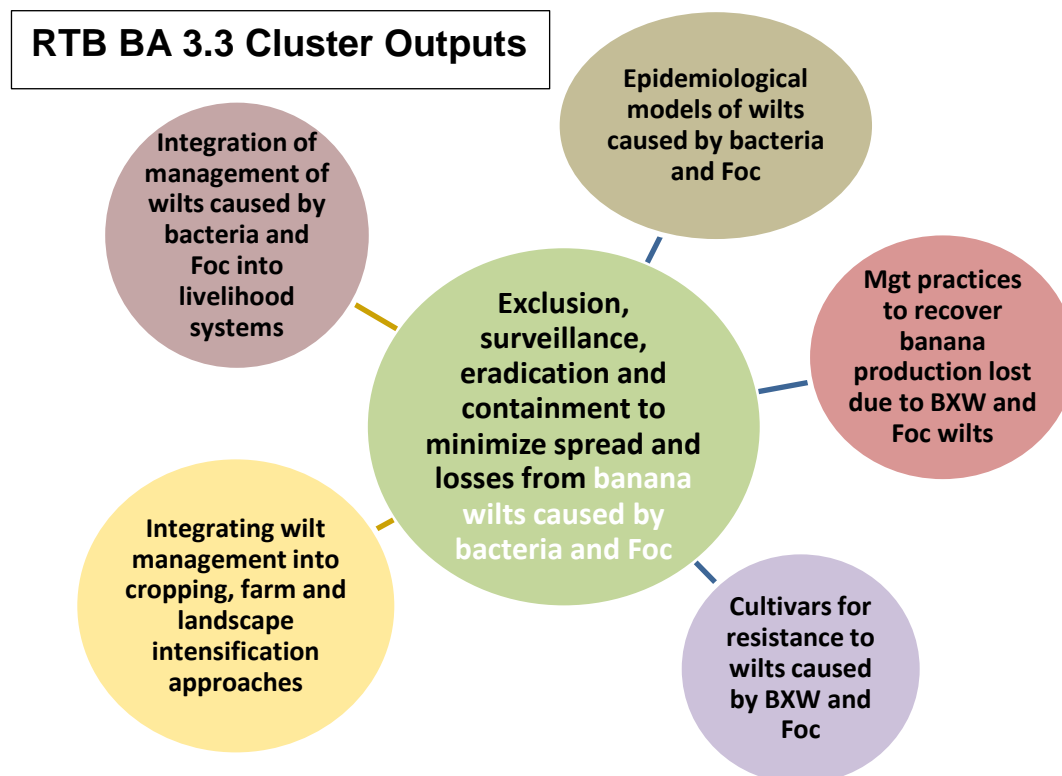 RTB BA 3.3 Cluster Outputs
Epidemiological
models of wilts
caused by bacteria
and Foc
Integration of
management of
wilts caused by
bacteria and
Foc into
livelihood
systems
Exclusion,
surveillance,
eradication and
containment to
minimize spread and
losses from banana
wilts caused by
bacteria and Foc
Mgt practices
to recover
banana
production lost
due to BXW and
Foc wilts
Integrating wilt
management into
cropping, farm and
landscape
intensification
approaches
Cultivars for
resistance to
wilts caused
by BXW and
Foc